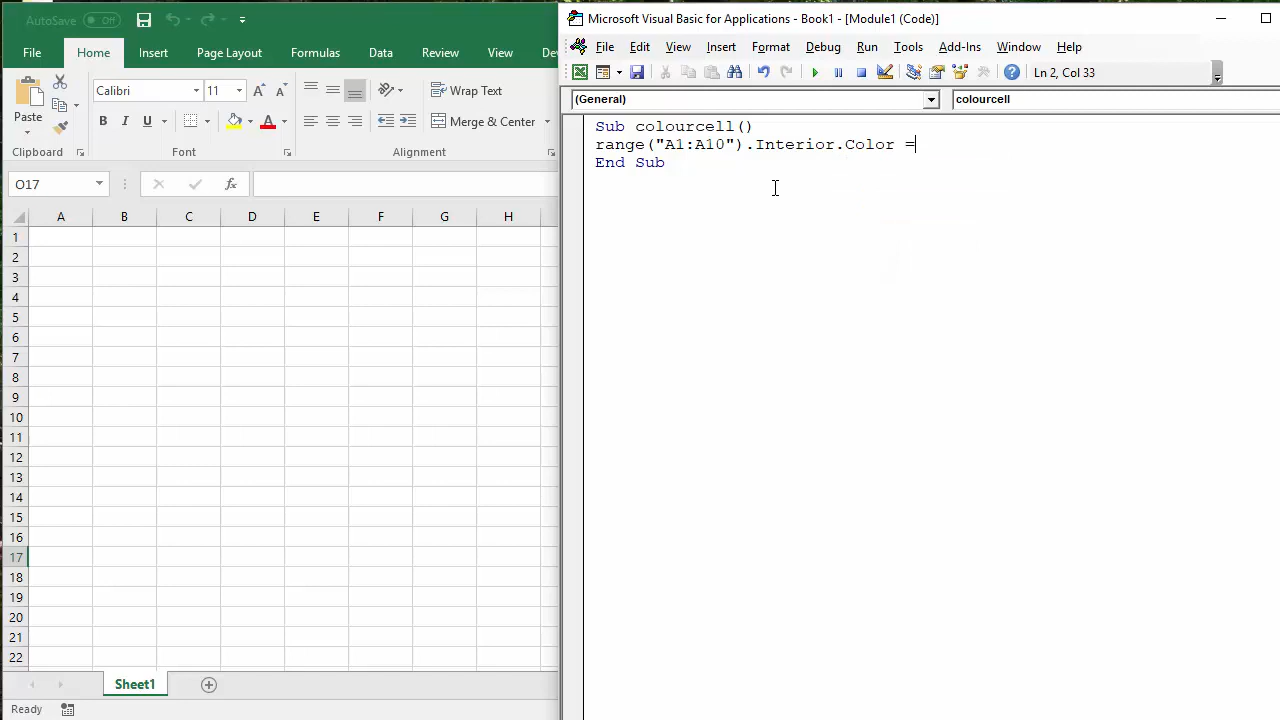 AutoSave Off
File Home Insert Page Layout Formulas Data Review View De
Paste
Calibri 11 A A Wrap Text
B I U A Merge & Center
Clipboard Font Alignment
O17 fx
A B C D E F G H
1
2
3
4
5
6
7
8
9
10
11
12
13
14
15
16
17
18
19
20
21
22
Sheet1
Ready
Microsoft Visual Basic for Applications - Book1 - [Module1 (Code)]
File Edit View Insert Format Debug Run Tools Add-Ins Window Help
Ln 2, Col 33
(General) colourcell
Sub colourcell()
range("A1:A10").Interior.Color =
End Sub